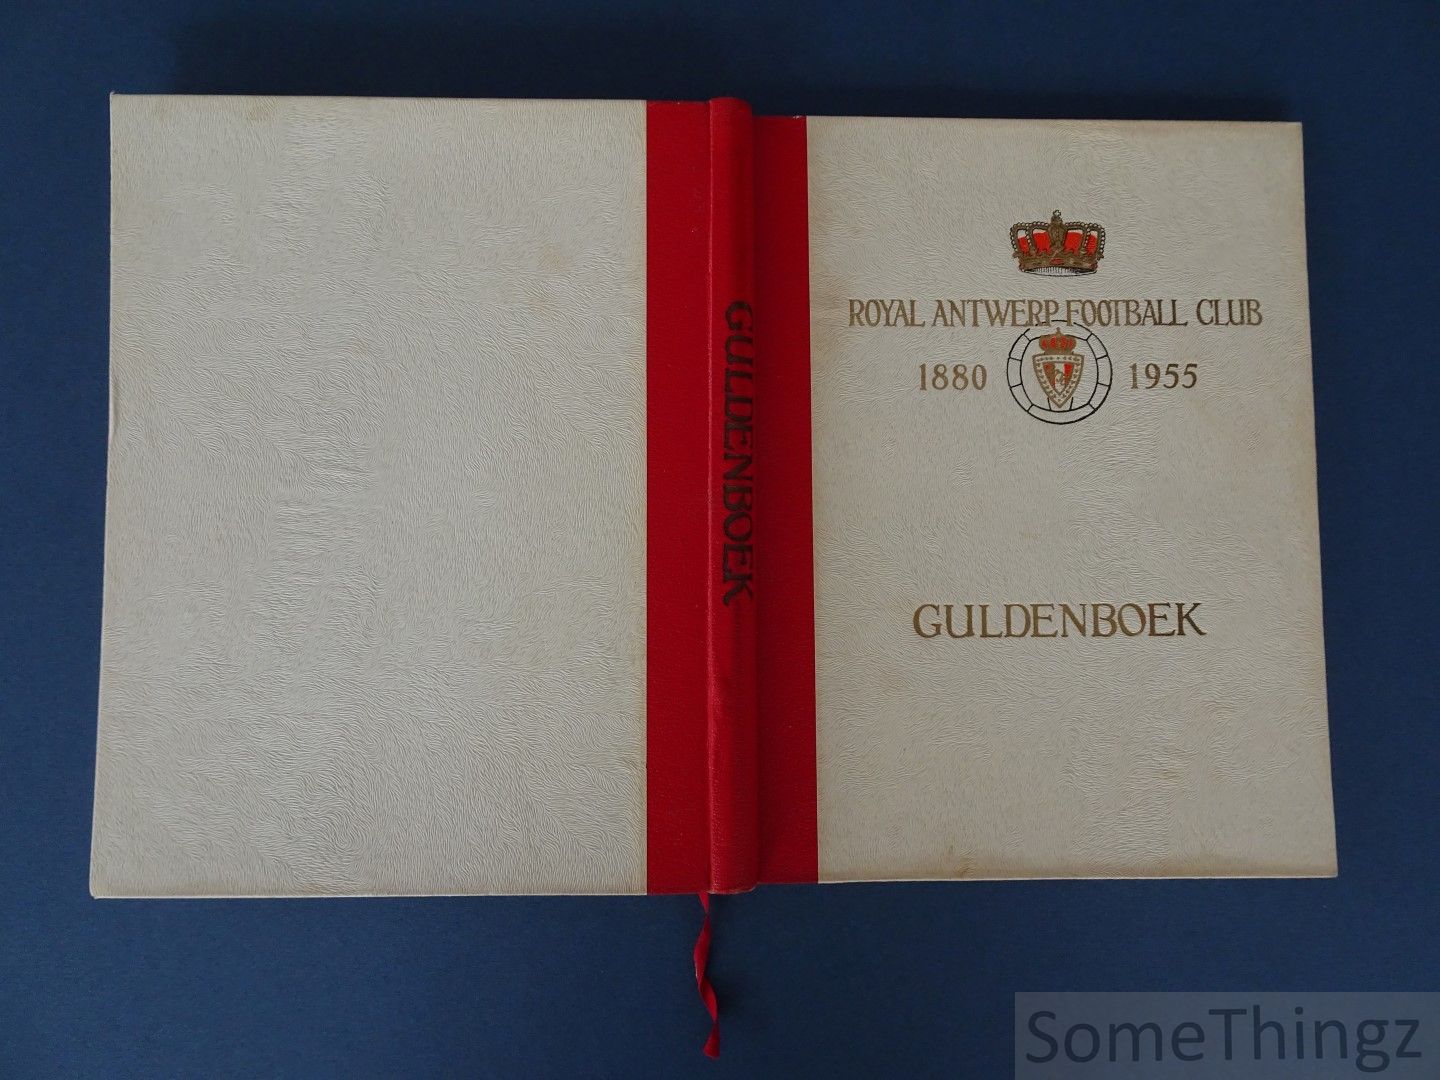 GULDENBOEK
ROYAL ANTWERP FOOTBALL CLUB
1880 1955
GULDENBOEK
SomeThingz